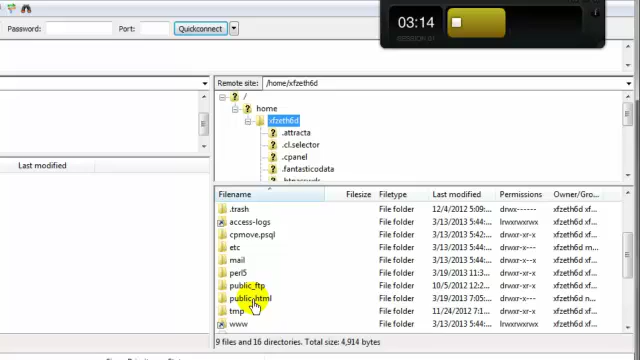 03:14
SESSION 01
Password: Port: Quickconnect
Remote site: /home/xfzeth6d
/
home
xfzeth6d
.attracta
.cl.selector
.cpanel
.fantasticodata
Last modified
Filename Filesize Filetype Last modified Permissions Owner/Gro...
.trash File folder 12/4/2012 5:09:... drwx------ xfzeth6d xf...
access-logs File folder 3/13/2013 5:44:... lrwxrwxrwx xfzeth6d xf...
cpmove.psql File folder 3/13/2013 5:42:... drwxr-xr-x xfzeth6d xf...
etc File folder 3/13/2013 5:44:... drwxr-x--- xfzeth6d xf...
mail File folder 3/13/2013 5:44:... drwxr-x--- xfzeth6d xf...
perl5 File folder 3/19/2013 3:11:... drwxr-xr-x xfzeth6d xf...
public_ftp File folder 10/5/2012 12:2... drwxr-xr-x xfzeth6d xf...
public_html File folder 3/19/2013 7:05:... drwxr-x--- xfzeth6d n...
tmp File folder 11/24/2012 7:1... drwxr-xr-x xfzeth6d xf...
www File folder 3/13/2013 5:44:... lrwxrwxrwx xfzeth6d xf...
9 files and 16 directories. Total size: 4,914 bytes